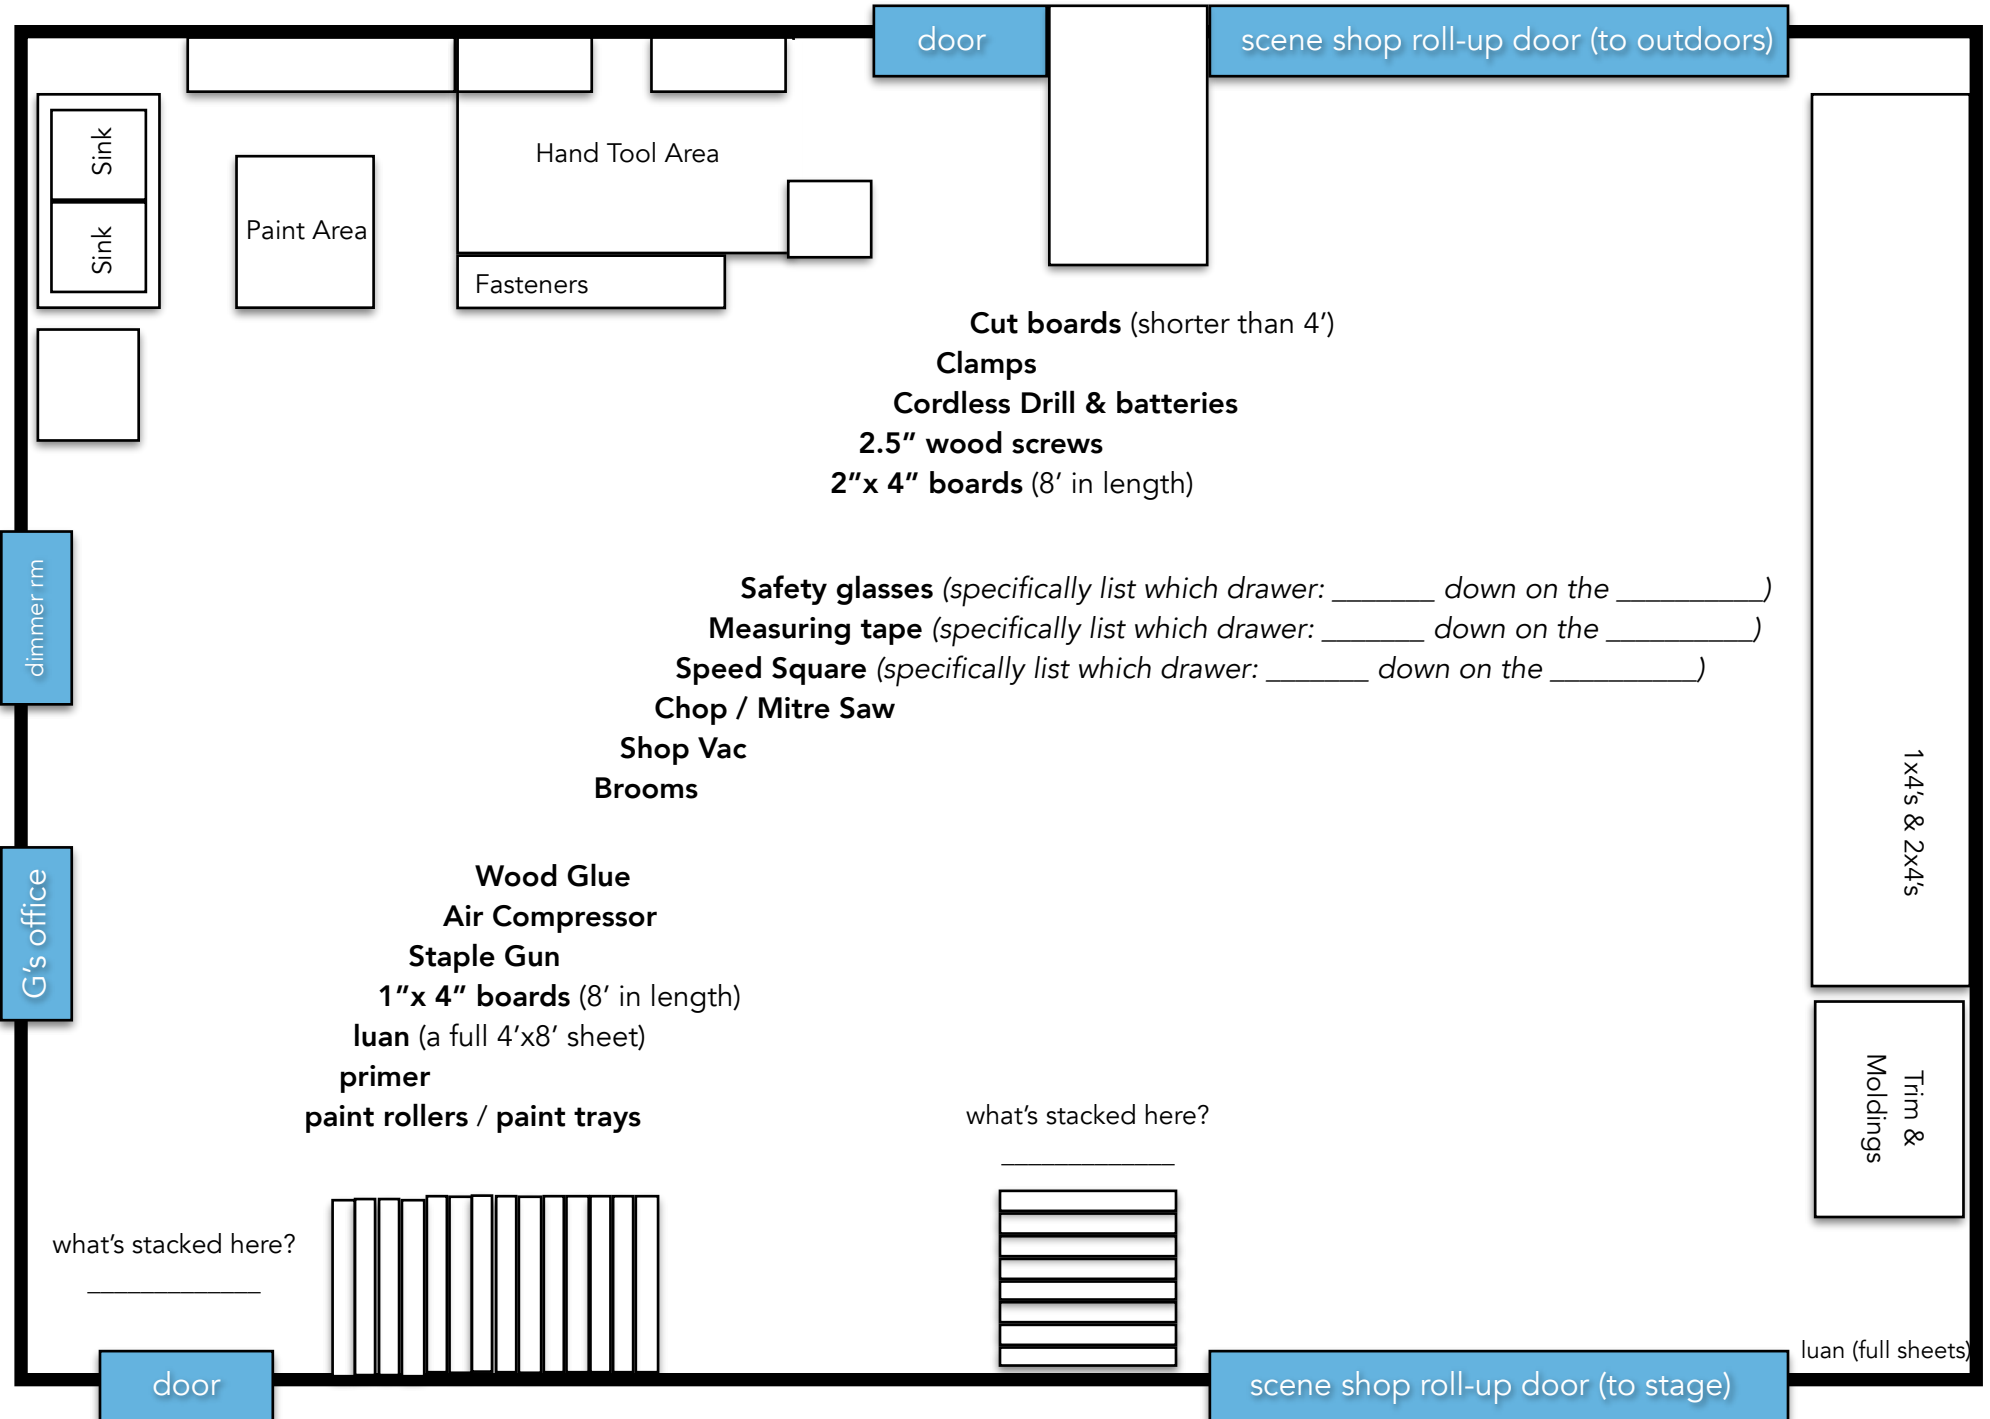 door
scene shop roll-up door (to outdoors)
Sink
Sink
Paint Area
Hand Tool Area
Fasteners
Cut boards (shorter than 4’)
Clamps
Cordless Drill & batteries
2.5” wood screws
2”x 4” boards (8’ in length)
dimmer rm
Safety glasses (specifically list which drawer: _______ down on the __________)
Measuring tape (specifically list which drawer: _______ down on the __________)
Speed Square (specifically list which drawer: _______ down on the __________)
Chop / Mitre Saw
Shop Vac
Brooms
1x4’s & 2x4’s
G’s office
Wood Glue
Air Compressor
Staple Gun
1”x 4” boards (8’ in length)
luan (a full 4’x8’ sheet)
primer
paint rollers / paint trays
Trim &
Moldings
what’s stacked here?
_____________
what’s stacked here?
_____________
luan (full sheets)
door
scene shop roll-up door (to stage)